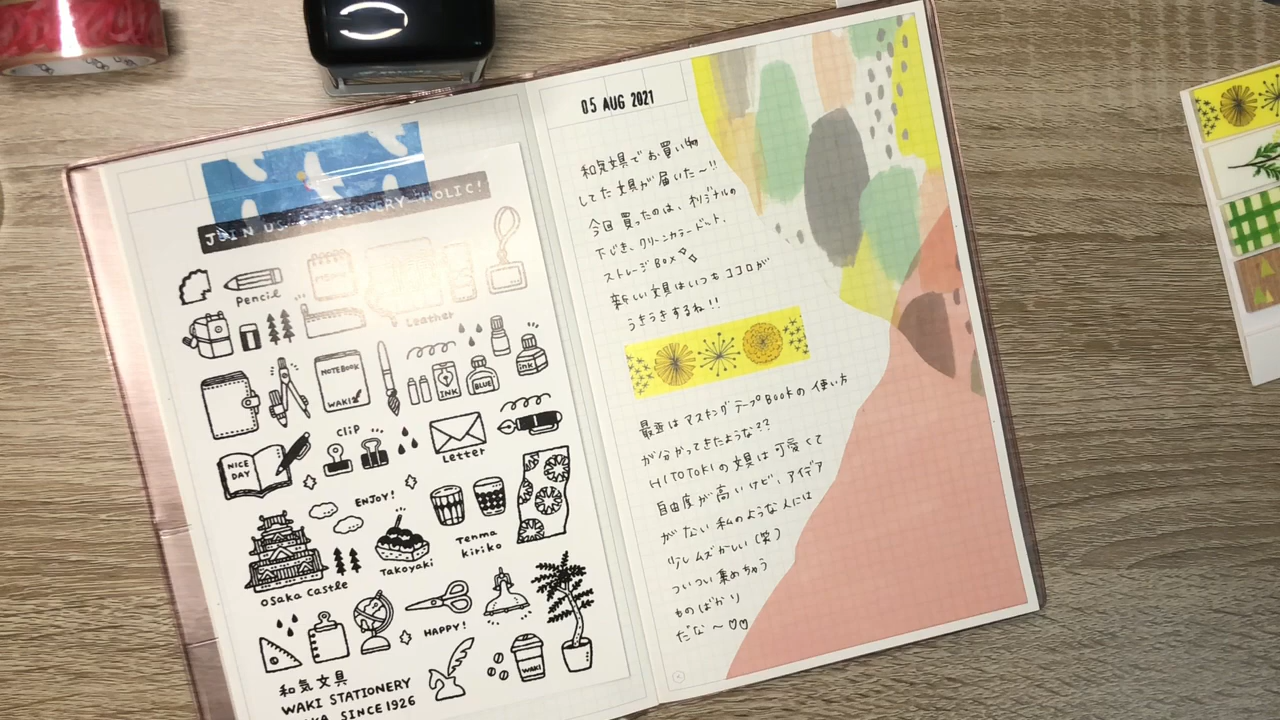 JOIN US STATIONERY HOLIC!
Pencil
Leather
NOTEBOOK
WAKI
INK
BLUE
ink
CLIP
Letter
NICE
DAY
ENJOY!
Tenma
kiriko
Takoyaki
Osaka Castle
HAPPY!
WAKI
和気文具
WAKI STATIONERY
SINCE 1926
05 AUG 2021
和気文具でお買い物
してた文具が届いた〜!!
今回買ったのは、オリジナルの
下じき、グリーンカラードット、
ストレージBOX
新しい文具はいつもココロが
うきうきするね!!
最近はマスキングテープBookの使い方
が分かってきたような??
HITOTOKIの文具は可愛くて
自由度が高いけど、アイデア
がない私のような人には
少しムズかしい(笑)
ついつい集めちゃう
ものばかり
だな〜♡♡